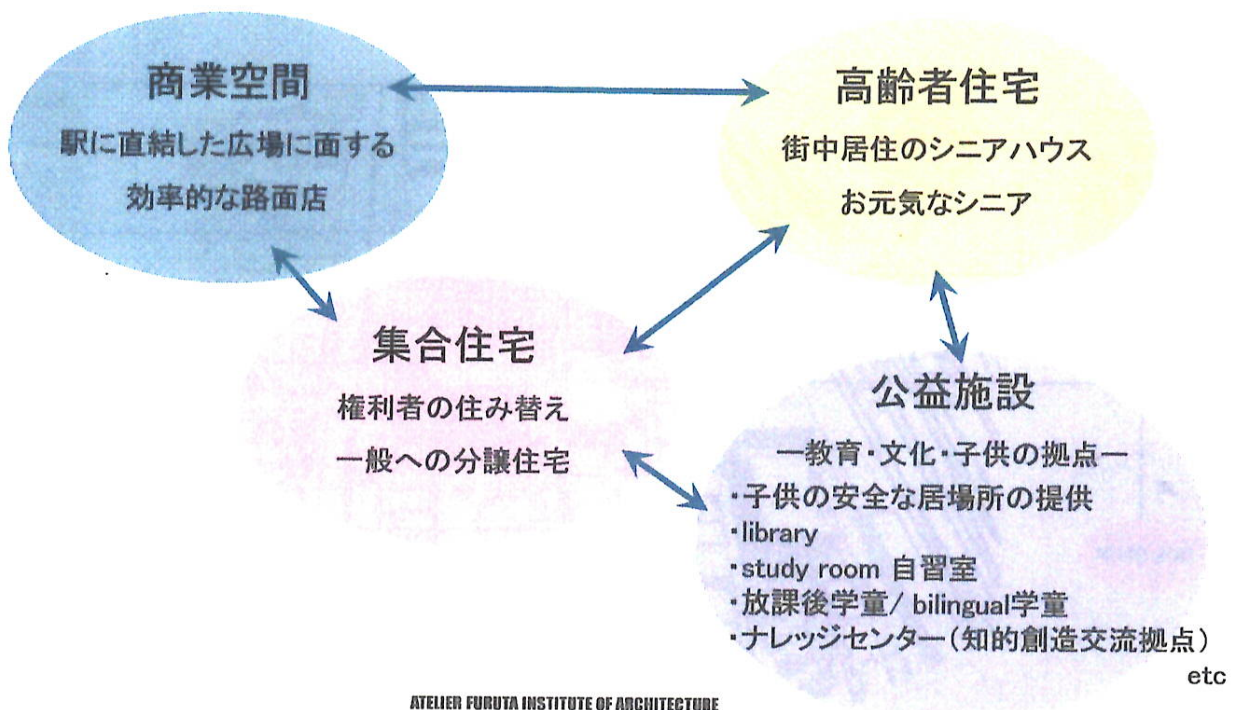 商業空間
駅に直結した広場に面する
効率的な路面店
高齢者住宅
街中居住のシニアハウス
お元気なシニア
集合住宅
権利者の住み替え
一般への分譲住宅
公益施設
―教育・文化・子供の拠点―
・子供の安全な居場所の提供
・library
・study room 自習室
・放課後学童/ bilingual学童
・ナレッジセンター(知的創造交流拠点)
etc
ATELIER FURUTA INSTITUTE OF ARCHITECTURE